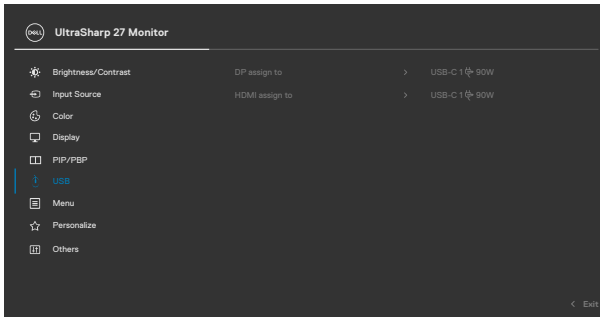 DELL UltraSharp 27 Monitor
Brightness/Contrast DP assign to > USB-C 1 90W
Input Source HDMI assign to > USB-C 1 90W
Color
Display
PIP/PBP
USB
Menu
Personalize
Others
< Exit